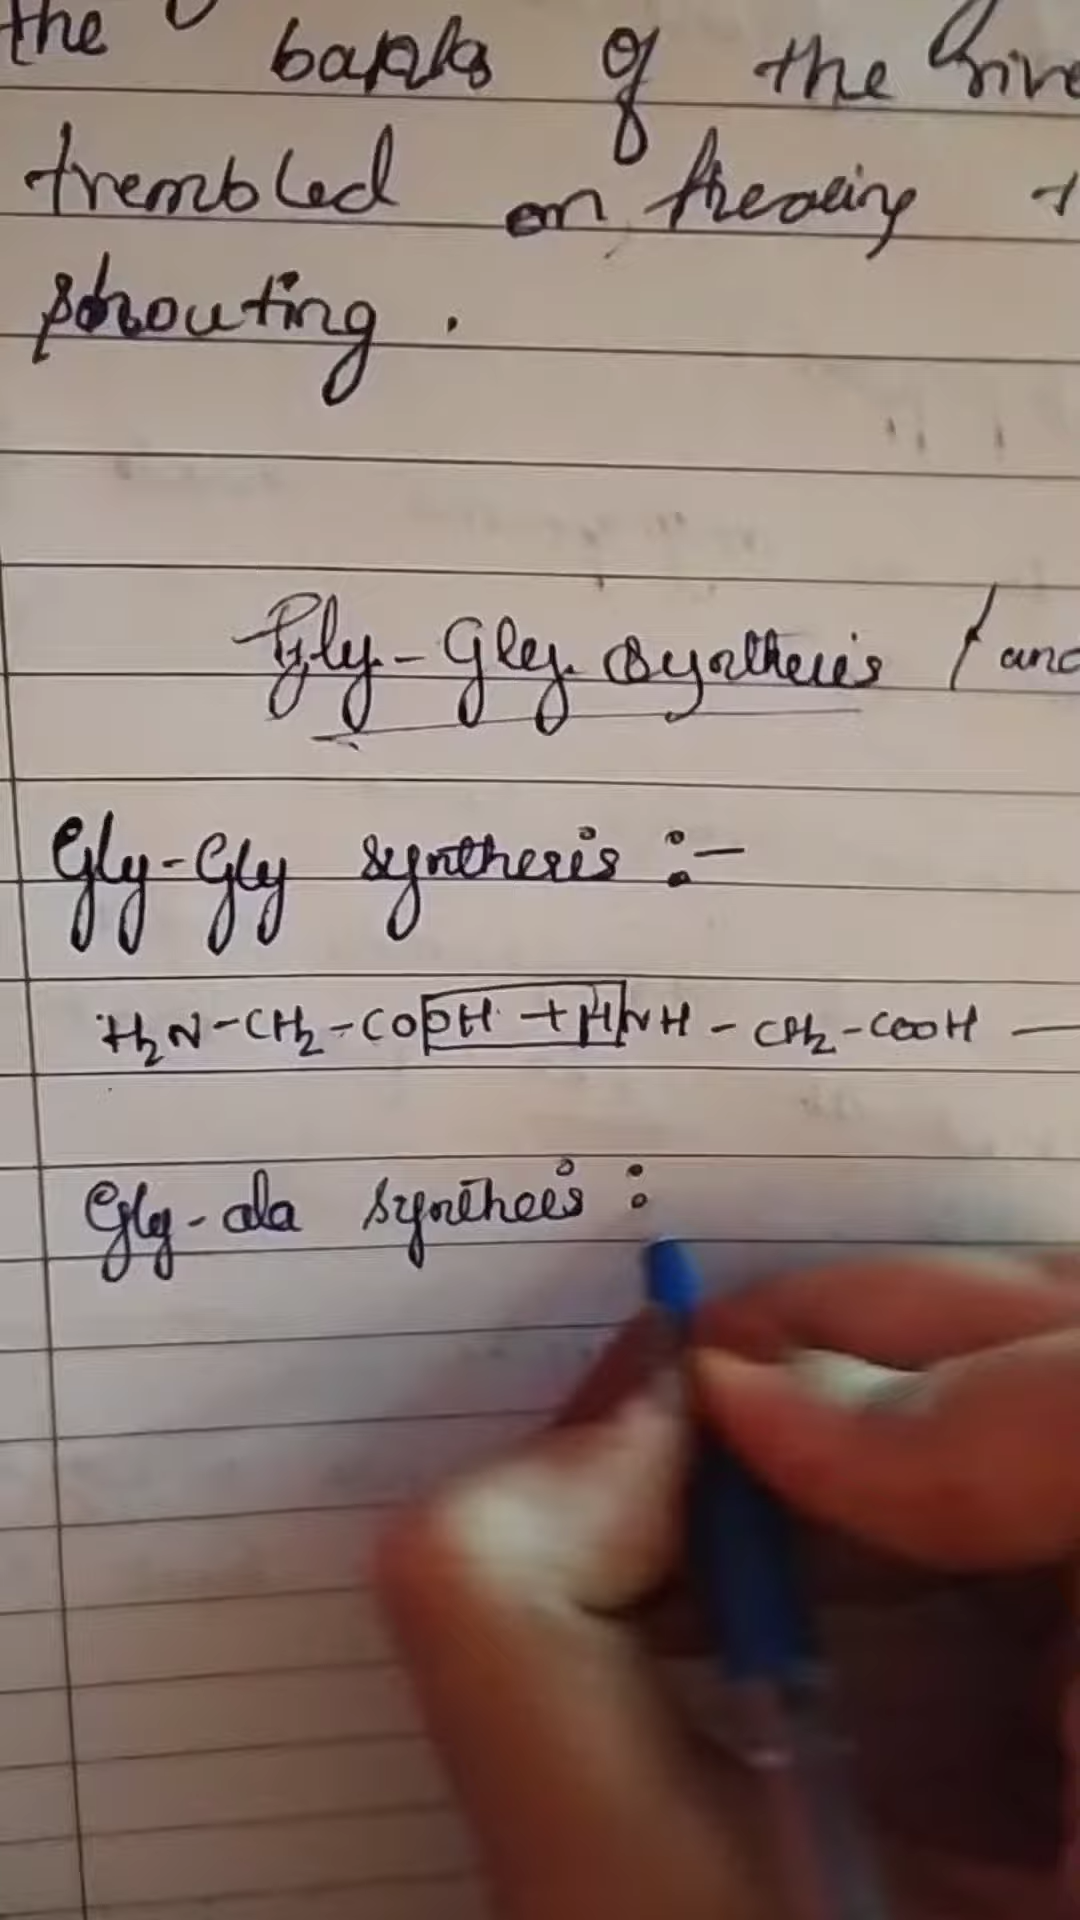 the banks of the
trembled on hearing
shouting.
Gly-Gly synthesis / and
Gly-Gly synthesis :-
H₂N-CH₂-COOH + HNH-CH₂-COOH —
Gly-ala synthesis :